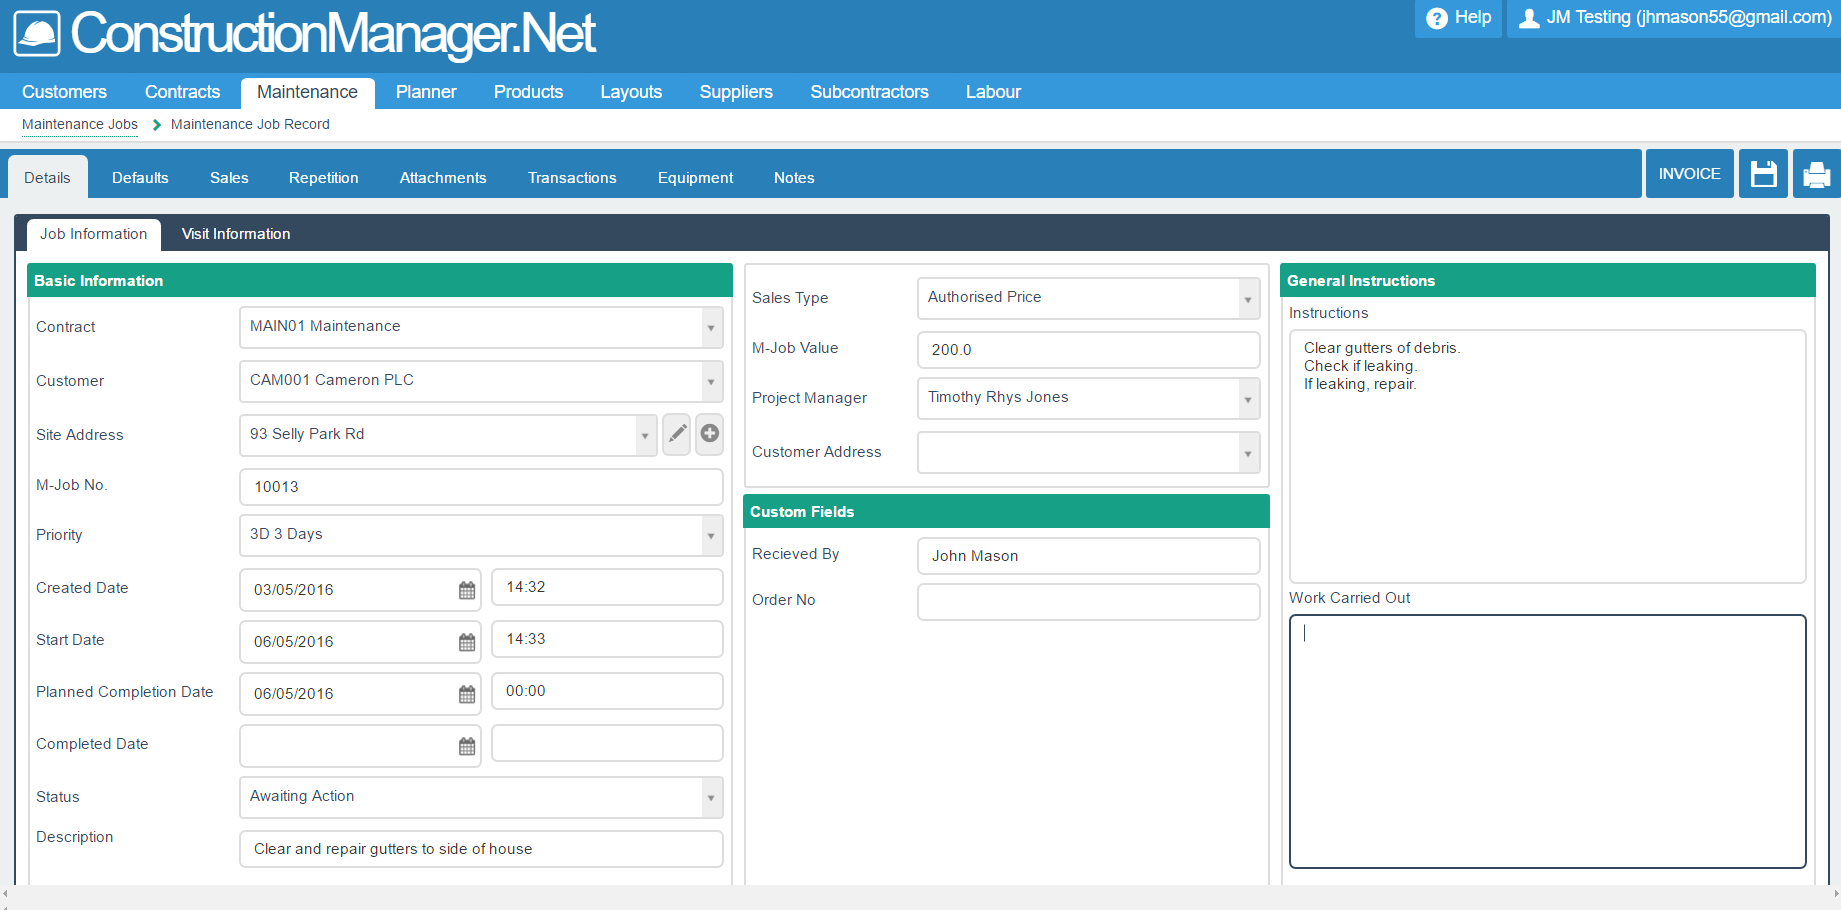 ConstructionManager.Net
Help
JM Testing (jhmason55@gmail.com)
Customers Contracts Maintenance Planner Products Layouts Suppliers Subcontractors Labour
Maintenance Jobs Maintenance Job Record
Details Defaults Sales Repetition Attachments Transactions Equipment Notes
INVOICE
Job Information Visit Information
Basic Information
Contract MAIN01 Maintenance
Customer CAM001 Cameron PLC
Site Address 93 Selly Park Rd
M-Job No. 10013
Priority 3D 3 Days
Created Date 03/05/2016 14:32
Start Date 06/05/2016 14:33
Planned Completion Date 06/05/2016 00:00
Completed Date
Status Awaiting Action
Description Clear and repair gutters to side of house
Sales Type Authorised Price
M-Job Value 200.0
Project Manager Timothy Rhys Jones
Customer Address
Custom Fields
Recieved By John Mason
Order No
General Instructions
Instructions
Clear gutters of debris.
Check if leaking.
If leaking, repair.
Work Carried Out